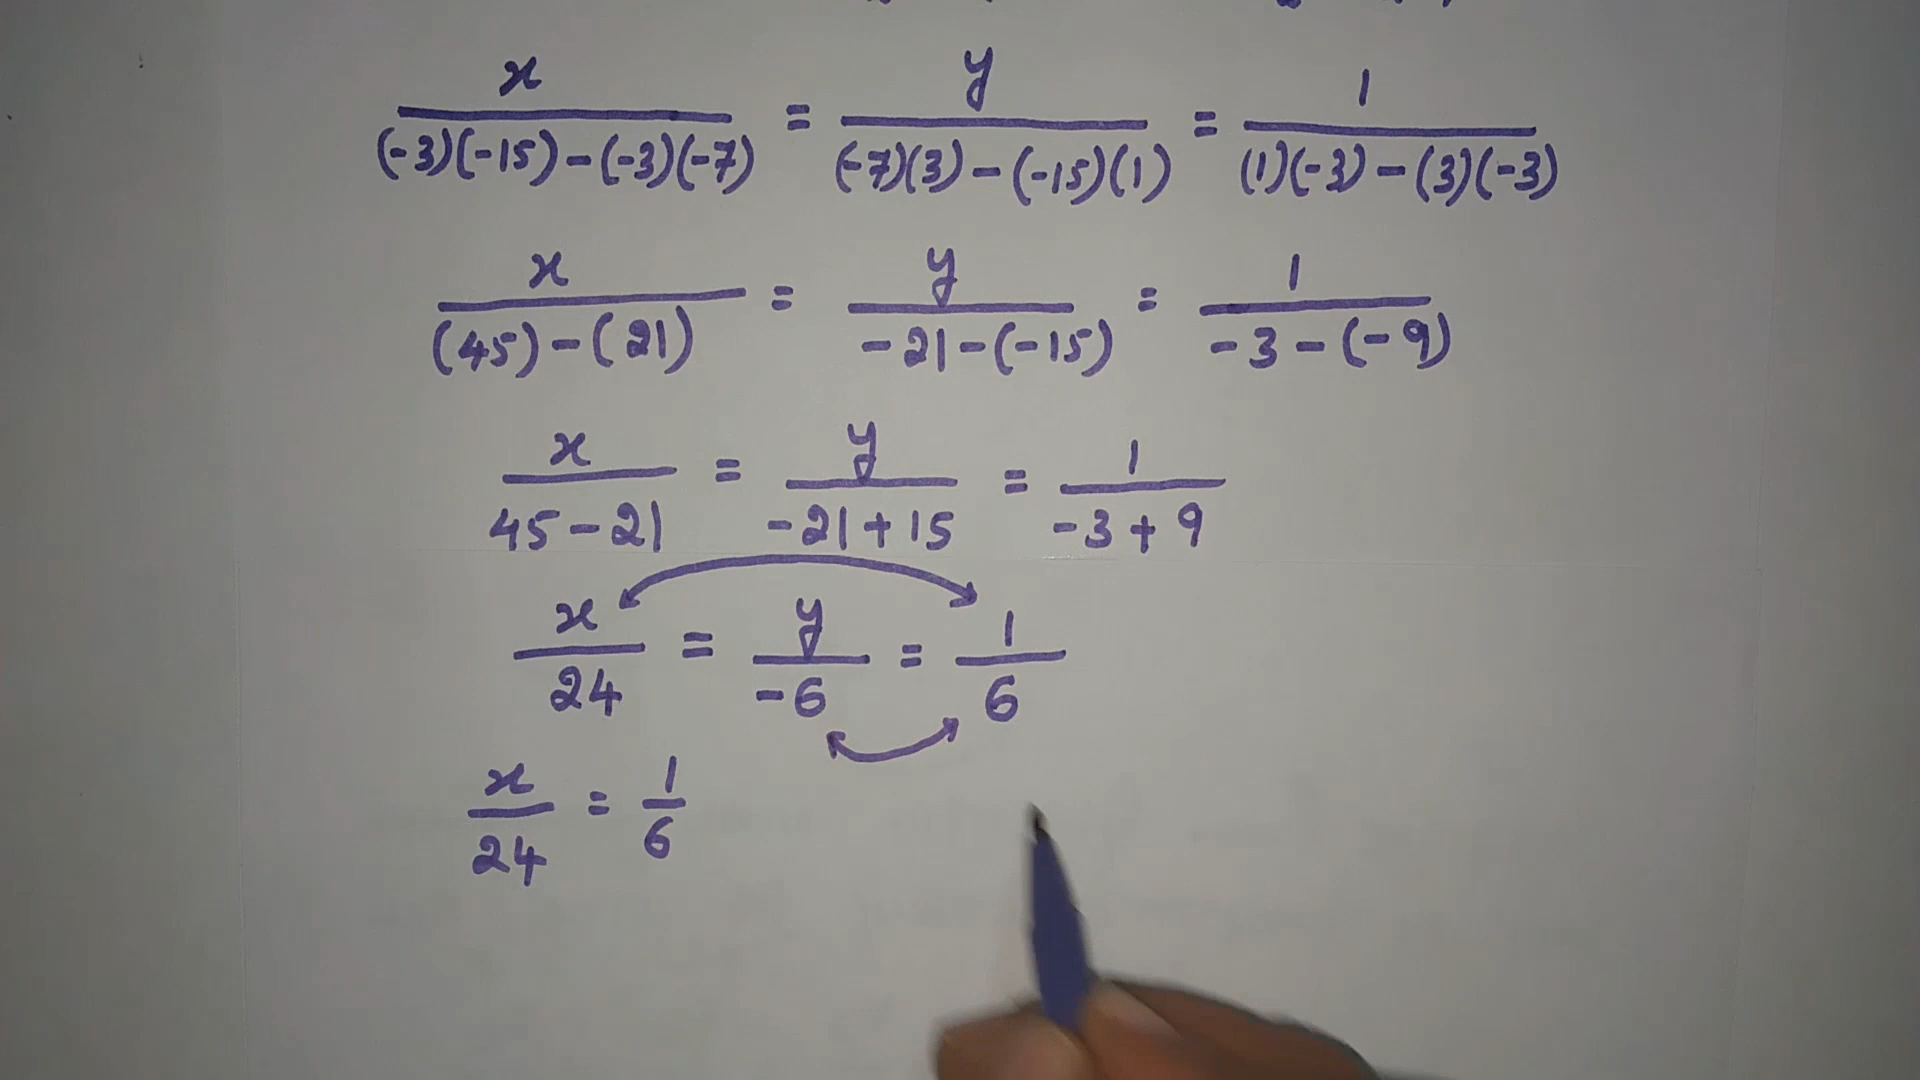 x/((-3)(-15)-(-3)(-7)) = y/((-7)(3)-(-15)(1)) = 1/((1)(-3)-(3)(-3))
x/((45)-(21)) = y/(-21-(-15)) = 1/(-3-(-9))
x/(45-21) = y/(-21+15) = 1/(-3+9)
x/24 = y/-6 = 1/6
x/24 = 1/6